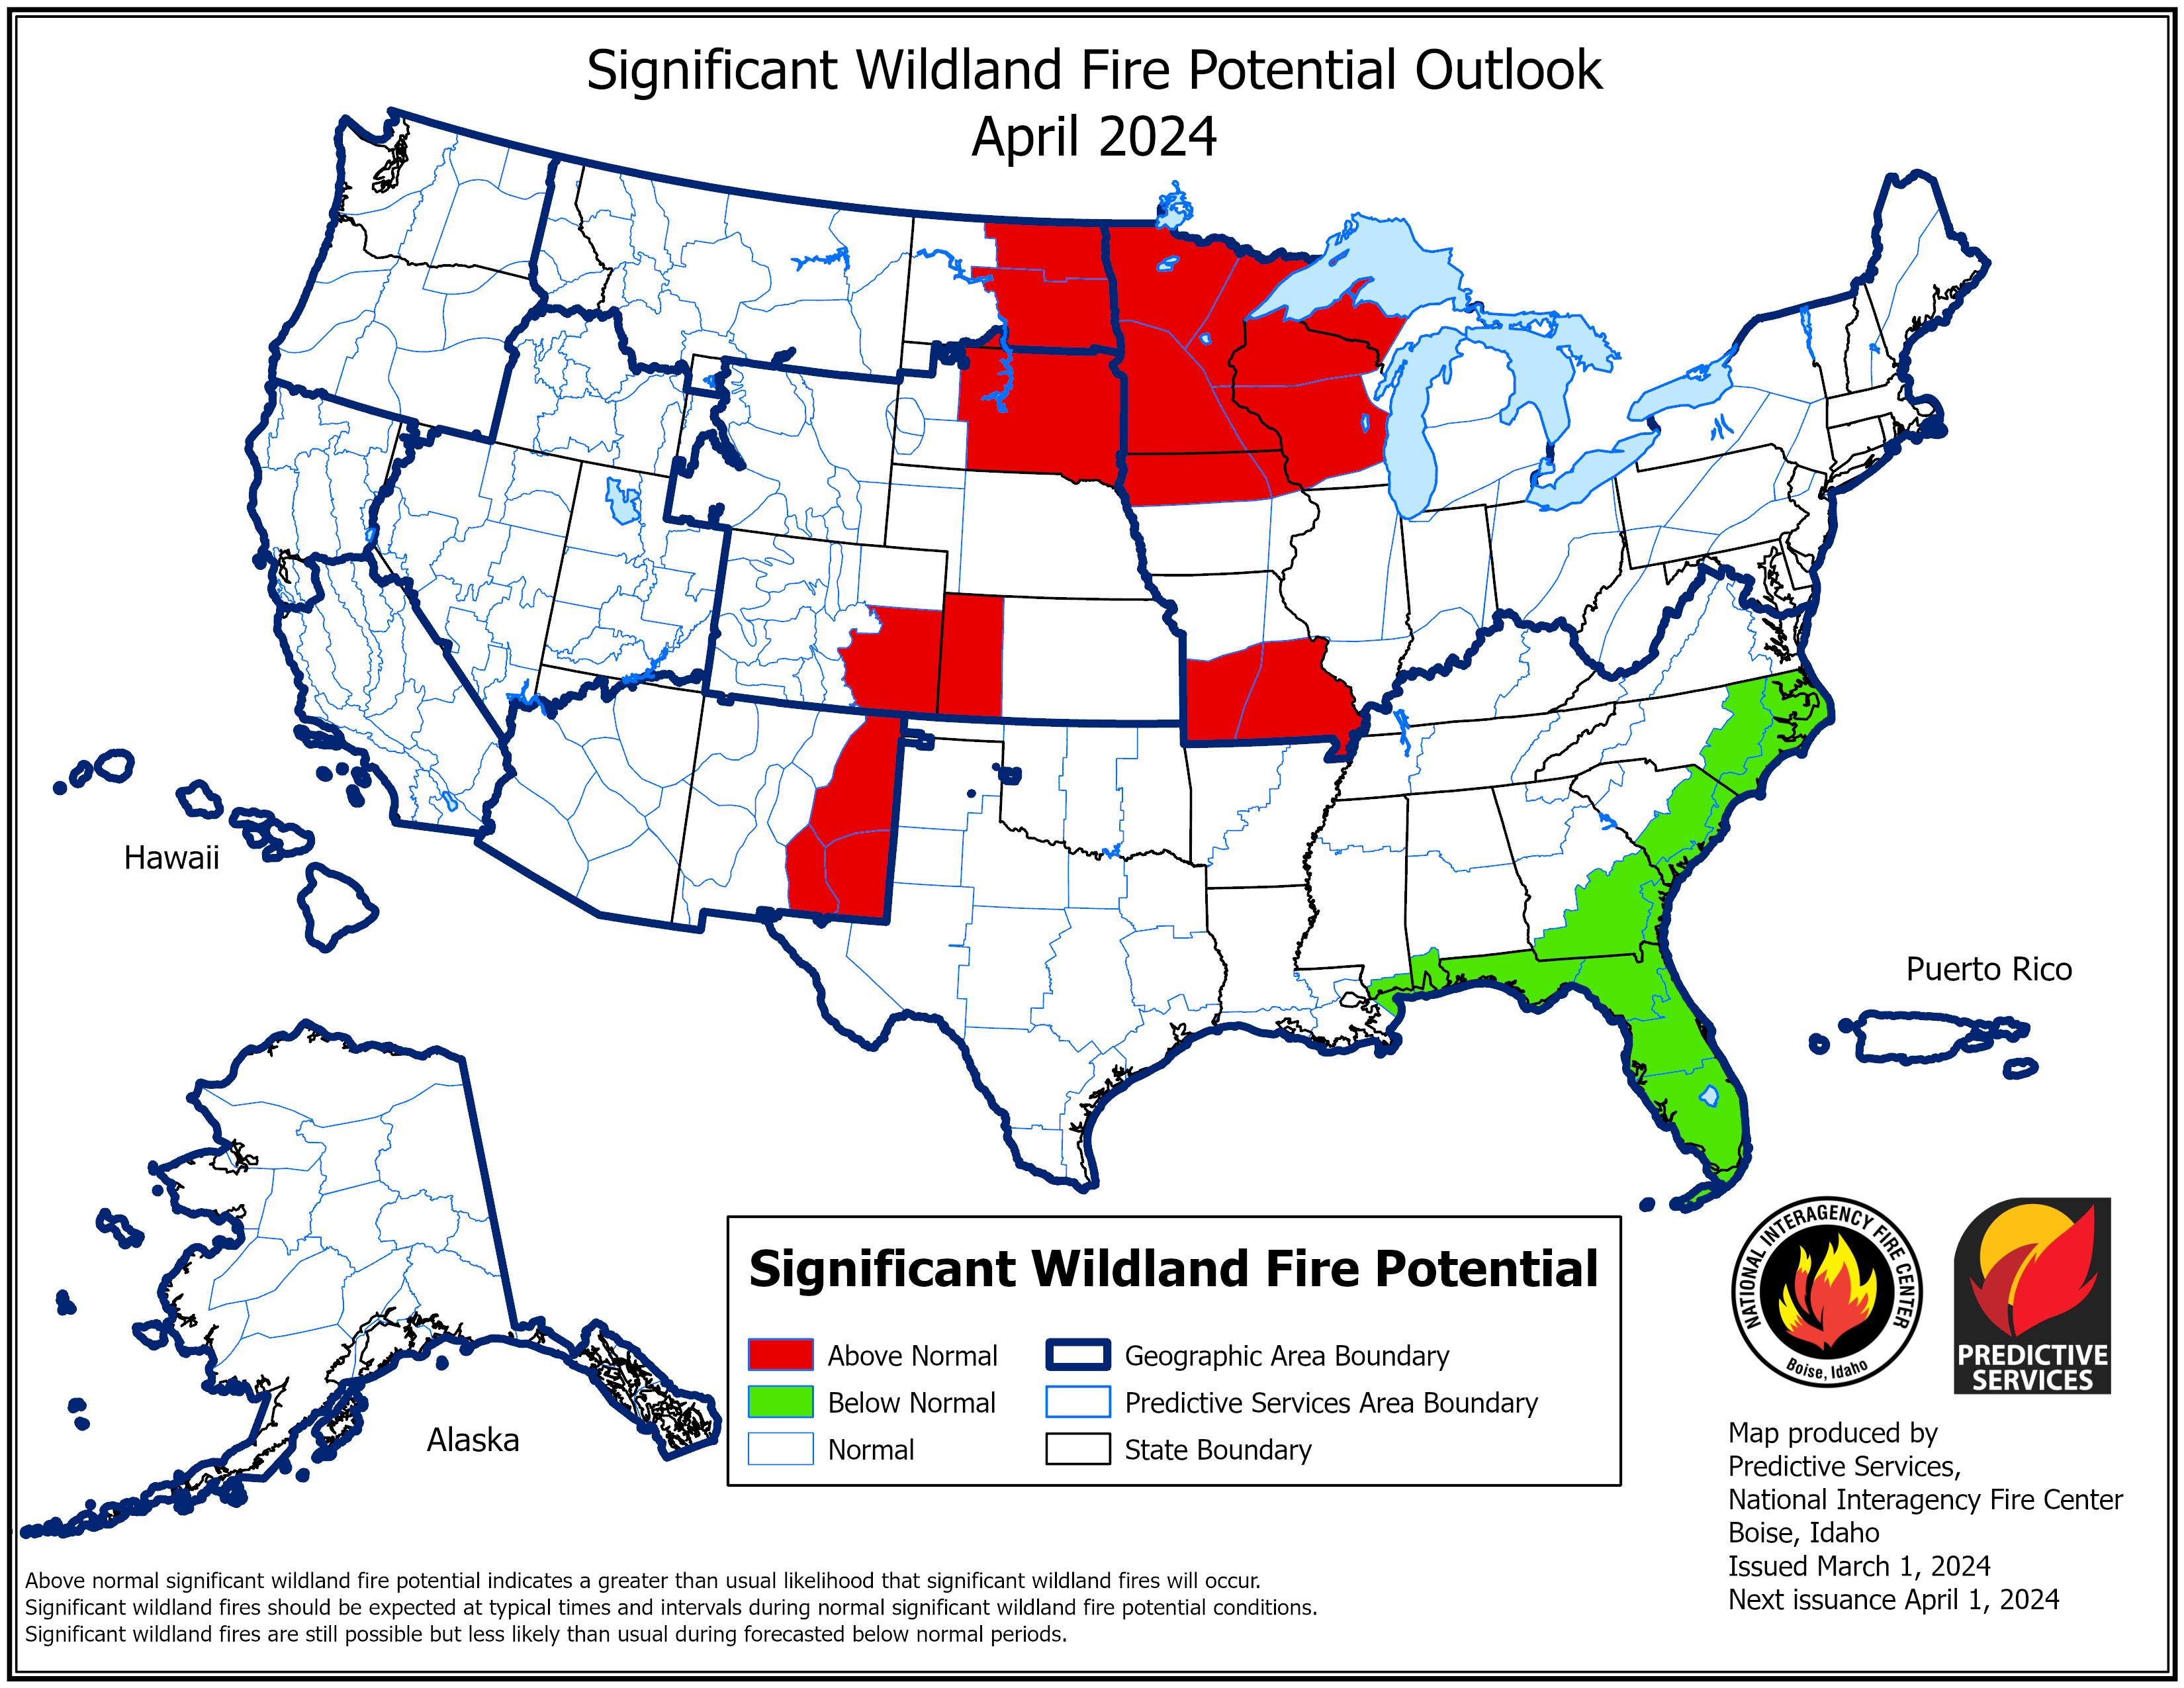 Significant Wildland Fire Potential Outlook
April 2024
Hawaii
Puerto Rico
Alaska
Significant Wildland Fire Potential
Above Normal
Below Normal
Normal
Geographic Area Boundary
Predictive Services Area Boundary
State Boundary
NATIONAL INTERAGENCY FIRE CENTER
Boise, Idaho
PREDICTIVE
SERVICES
Map produced by
Predictive Services,
National Interagency Fire Center
Boise, Idaho
Issued March 1, 2024
Next issuance April 1, 2024
Above normal significant wildland fire potential indicates a greater than usual likelihood that significant wildland fires will occur.
Significant wildland fires should be expected at typical times and intervals during normal significant wildland fire potential conditions.
Significant wildland fires are still possible but less likely than usual during forecasted below normal periods.